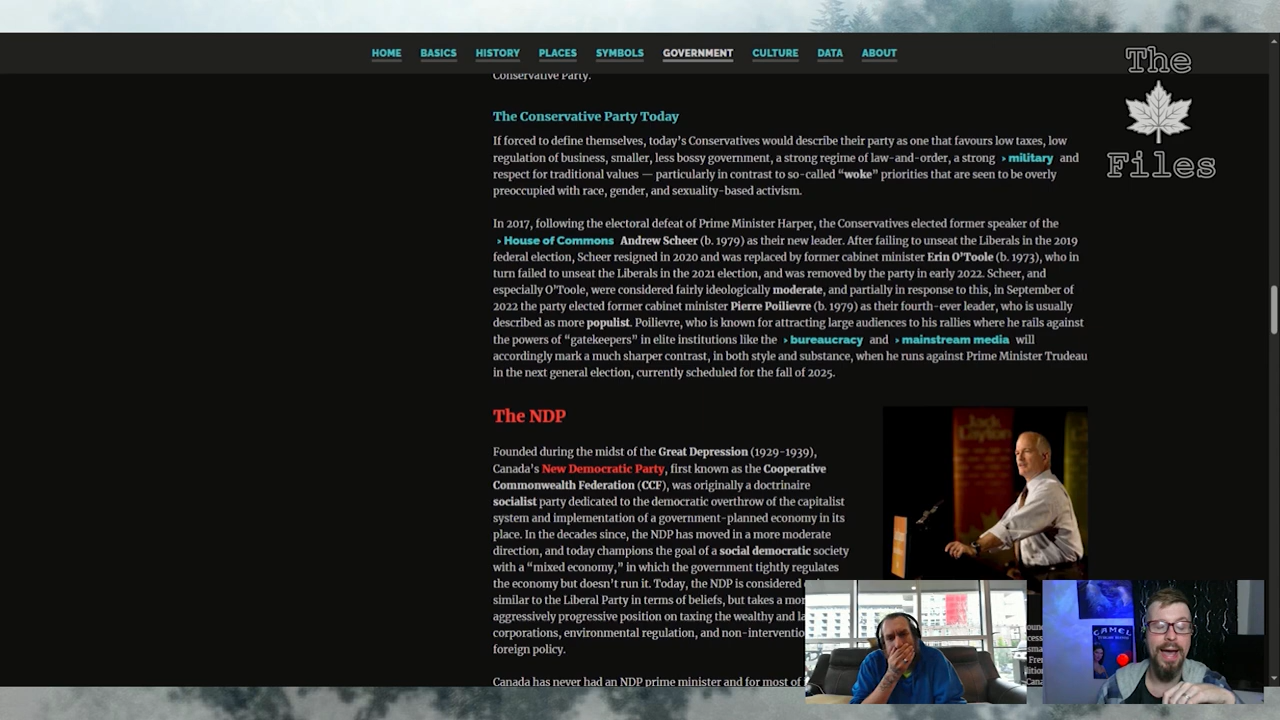 HOME BASICS HISTORY PLACES SYMBOLS GOVERNMENT CULTURE DATA ABOUT
The
Files
Conservative Party.
The Conservative Party Today
If forced to define themselves, today’s Conservatives would describe their party as one that favours low taxes, low
regulation of business, smaller, less bossy government, a strong regime of law-and-order, a strong › military and
respect for traditional values — particularly in contrast to so-called “woke” priorities that are seen to be overly
preoccupied with race, gender, and sexuality-based activism.
In 2017, following the electoral defeat of Prime Minister Harper, the Conservatives elected former speaker of the
› House of Commons Andrew Scheer (b. 1979) as their new leader. After failing to unseat the Liberals in the 2019
federal election, Scheer resigned in 2020 and was replaced by former cabinet minister Erin O’Toole (b. 1973), who in
turn failed to unseat the Liberals in the 2021 election, and was removed by the party in early 2022. Scheer, and
especially O’Toole, were considered fairly ideologically moderate, and partially in response to this, in September of
2022 the party elected former cabinet minister Pierre Poilievre (b. 1979) as their fourth-ever leader, who is usually
described as more populist. Poilievre, who is known for attracting large audiences to his rallies where he rails against
the powers of “gatekeepers” in elite institutions like the › bureaucracy and › mainstream media will
accordingly mark a much sharper contrast, in both style and substance, when he runs against Prime Minister Trudeau
in the next general election, currently scheduled for the fall of 2025.
The NDP
Founded during the midst of the Great Depression (1929-1939),
Canada’s New Democratic Party, first known as the Cooperative
Commonwealth Federation (CCF), was originally a doctrinaire
socialist party dedicated to the democratic overthrow of the capitalist
system and implementation of a government-planned economy in its
place. In the decades since, the NDP has moved in a more moderate
direction, and today champions the goal of a social democratic society
with a “mixed economy,” in which the government tightly regulates
the economy but doesn’t run it. Today, the NDP is considered
similar to the Liberal Party in terms of beliefs, but takes a
aggressively progressive position on taxing the wealthy and
corporations, environmental regulation, and
foreign policy.
Canada has never had an NDP prime minister and for most of
Jack
Layton
CAMEL